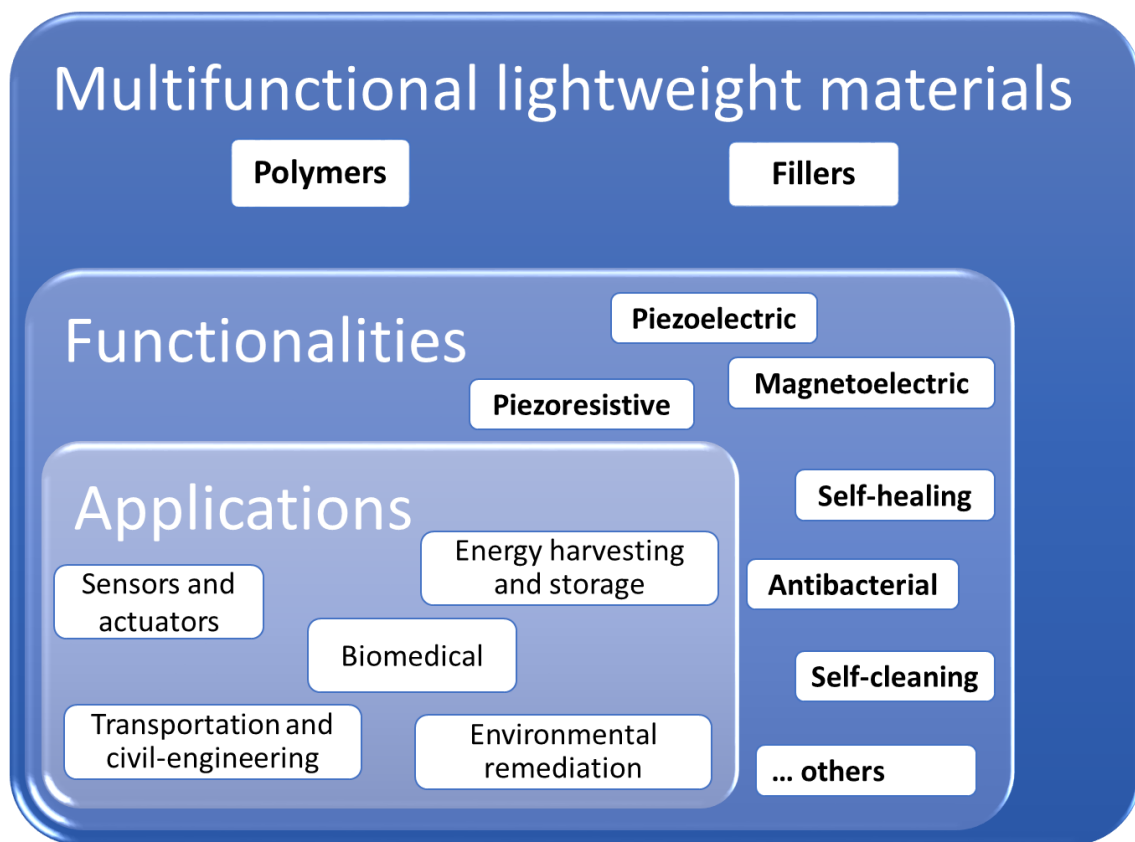 Multifunctional lightweight materials
Polymers
Fillers
Functionalities
Piezoelectric
Magnetoelectric
Piezoresistive
Applications
Self-healing
Energy harvesting
and storage
Sensors and
actuators
Antibacterial
Biomedical
Self-cleaning
Transportation and
civil-engineering
Environmental
remediation
... others